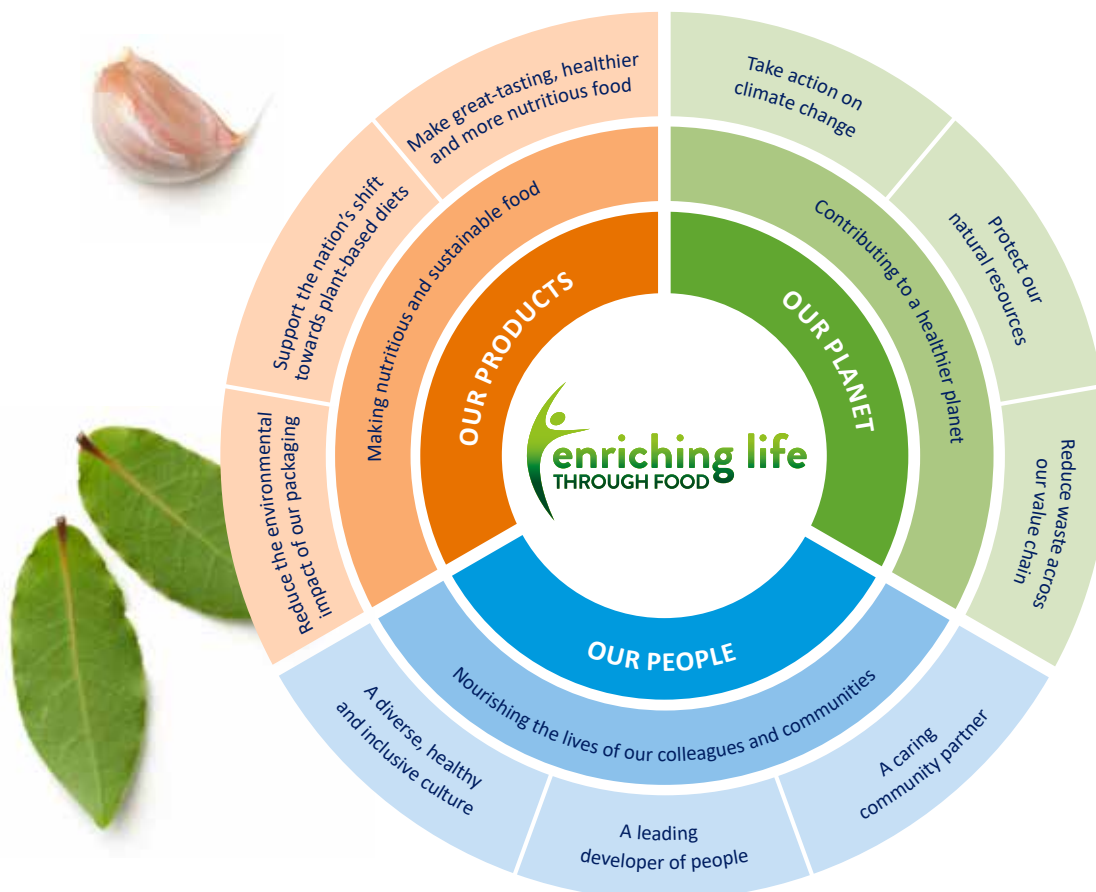 enriching life
THROUGH FOOD
OUR PRODUCTS
Making nutritious and sustainable food
Make great-tasting, healthier
and more nutritious food
Support the nation's shift
towards plant-based diets
Reduce the environmental
impact of our packaging
OUR PLANET
Contributing to a healthier planet
Take action on
climate change
Protect our
natural resources
Reduce waste across
our value chain
OUR PEOPLE
Nourishing the lives of our colleagues and communities
A diverse, healthy
and inclusive culture
A leading
developer of people
A caring
community partner